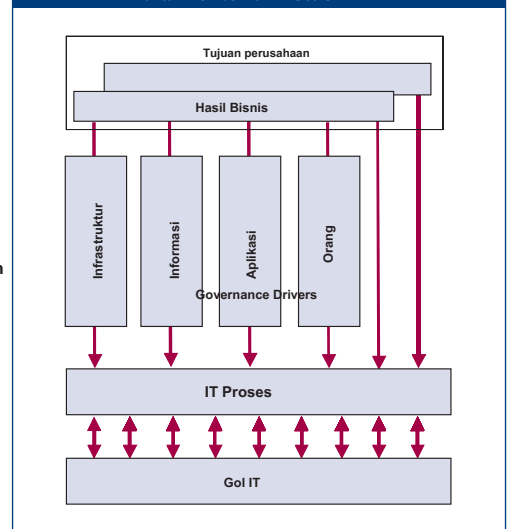 Tujuan perusahaan
Hasil Bisnis
Infrastruktur
Informasi
Aplikasi
Orang
Governance Drivers
IT Proses
Gol IT